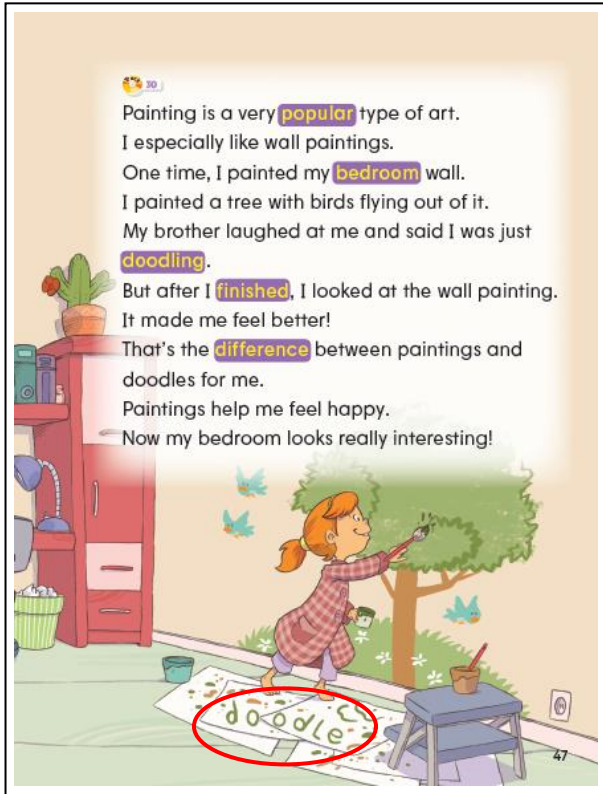 30
Painting is a very popular type of art.
I especially like wall paintings.
One time, I painted my bedroom wall.
I painted a tree with birds flying out of it.
My brother laughed at me and said I was just
doodling.
But after I finished, I looked at the wall painting.
It made me feel better!
That's the difference between paintings and
doodles for me.
Paintings help me feel happy.
Now my bedroom looks really interesting!
doodle
47